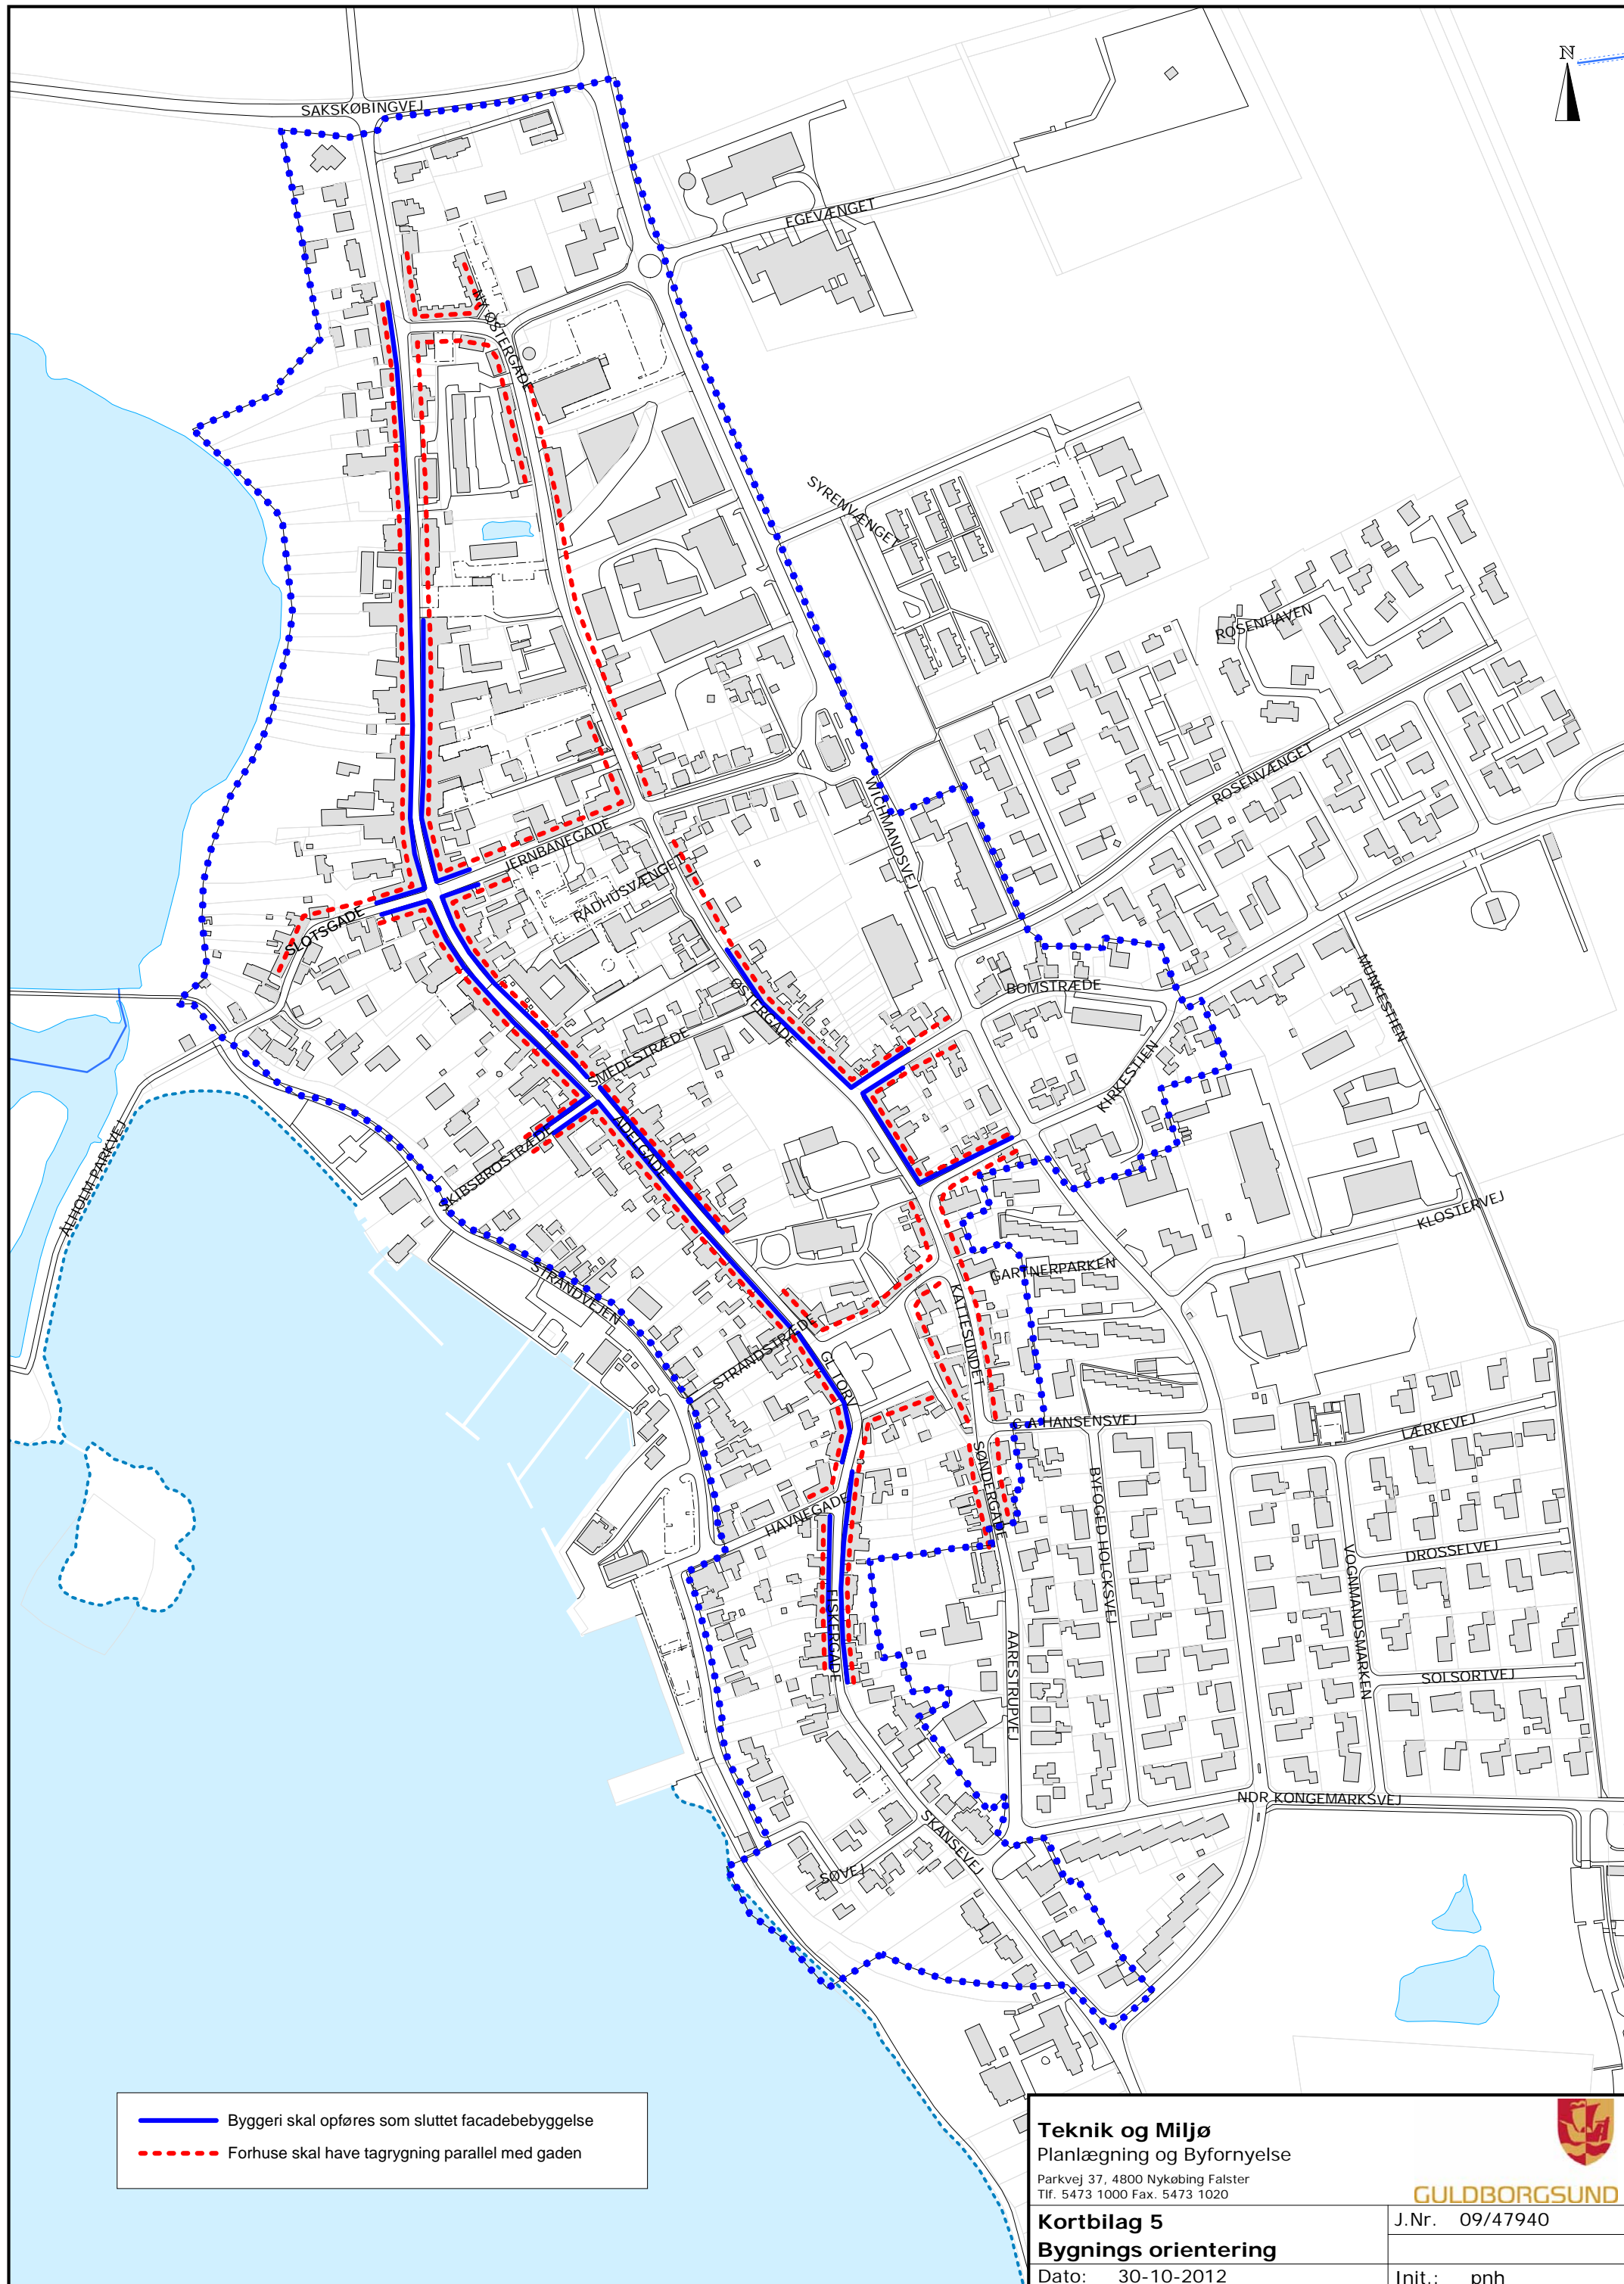 N
SAKSKØBINGVEJ
EGEVÆNGET
NY ØSTERGADE
SYRENVÆNGET
ROSENHAVEN
ROSENVÆNGET
WICHMANDSVEJ
JERNBANEGADE
RÅDHUSVÆNGET
SLOTSGADE
MUNKESTIEN
BOMSTRÆDE
ØSTERGADE
SMEDESTRÆDE
KIRKESTIEN
ADELGADE
SKIBSBROSTRÆDE
ÅLHOLM PARKVEJ
KLOSTERVEJ
STRANDVEJEN
GARTNERPARKEN
KATTESUNDET
STRANDSTRÆDE
GL TORV
C A HANSENSVEJ
LÆRKEVEJ
SØNDERGADE
BYFOGED HOLCKSVEJ
HAVNEGADE
DROSSELVEJ
VOGNMANDSMARKEN
FISKERGADE
AARESTRUPVEJ
SOLSORTVEJ
NDR KONGEMARKSVEJ
SKANSEVEJ
SØVEJ
Byggeri skal opføres som sluttet facadebebyggelse
Forhuse skal have tagrygning parallel med gaden
Teknik og Miljø
Planlægning og Byfornyelse
Parkvej 37, 4800 Nykøbing Falster
Tlf. 5473 1000 Fax. 5473 1020
GULDBORGSUND
Kortbilag 5
Bygnings orientering
J.Nr. 09/47940
Dato: 30-10-2012
Init.: pnh